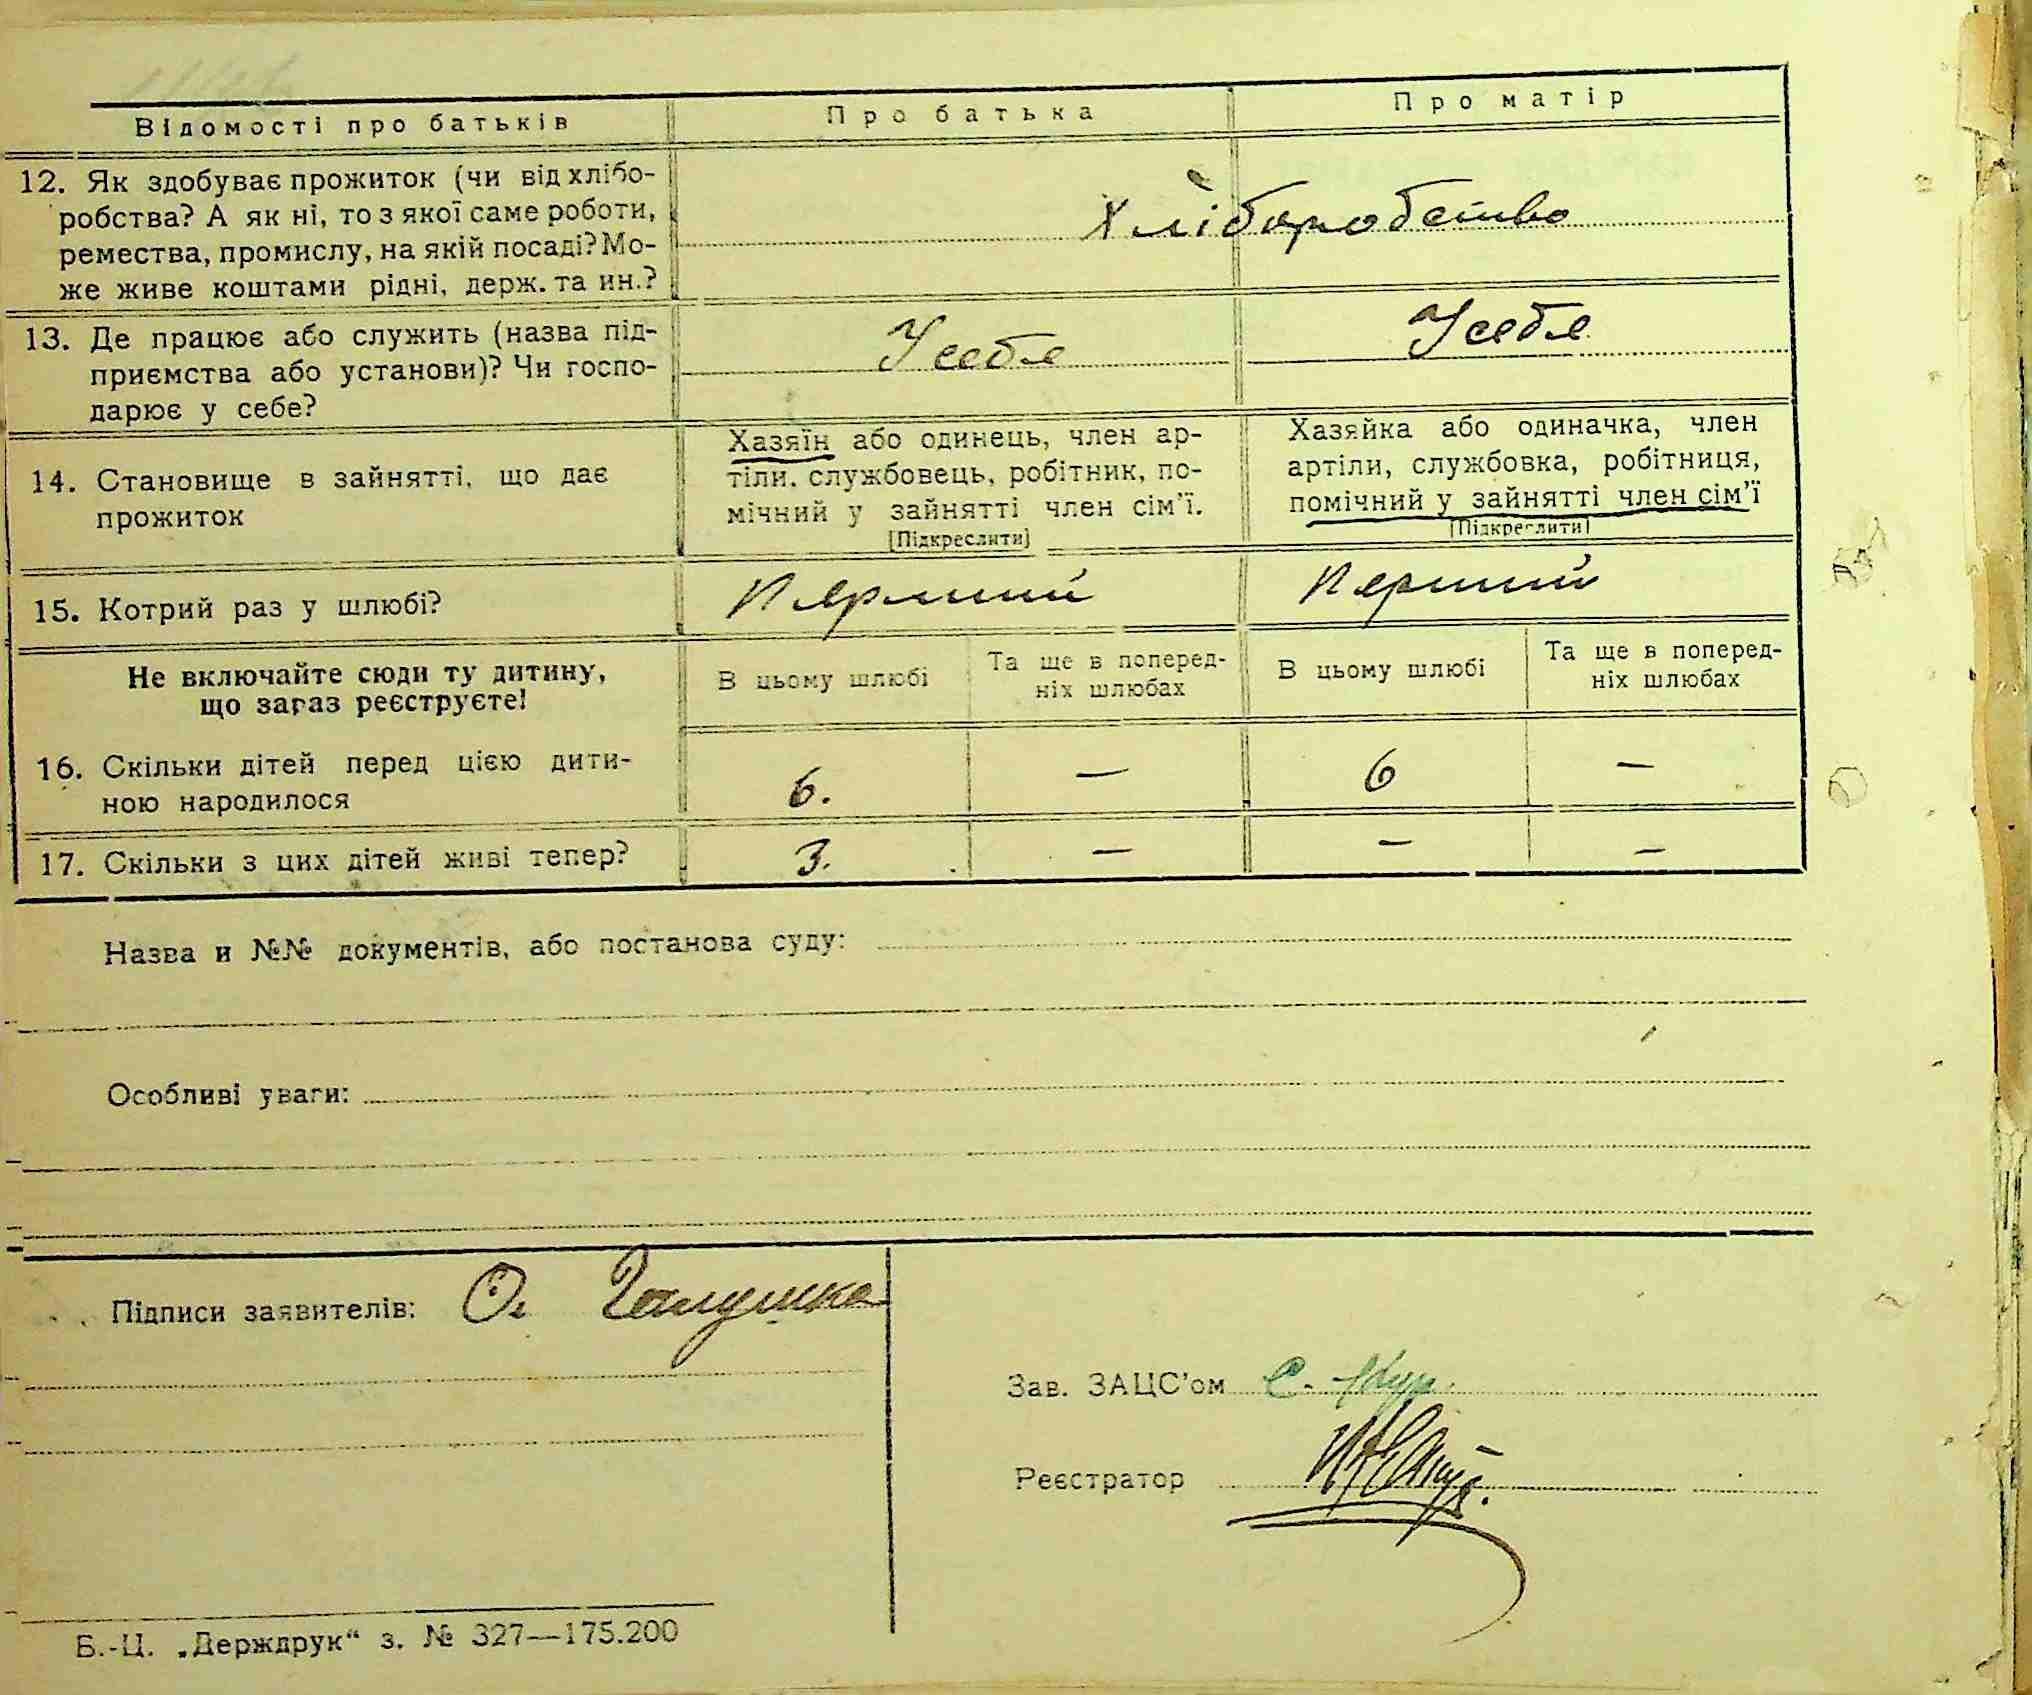 Відомості про батьків
Про батька
Про матір
12. Як здобуває прожиток (чи від хлібо-
робства? А як ні, то з якої саме роботи,
ремества, промислу, на якій посаді? Мо-
же живе коштами рідні, держ. та ин.?
Хліборобство
13. Де працює або служить (назва під-
приємства або установи)? Чи госпо-
дарює у себе?
У себя
У себя
14. Становище в зайнятті, що дає
прожиток
Хазяїн або одинець, член ар-
тіли, службовець, робітник, по-
мічний у зайнятті член сім'ї.
[Підкреслити]
Хазяйка або одиначка, член
артіли, службовка, робітниця,
помічний у зайнятті член сім'ї
[Підкреслити]
15. Котрий раз у шлюбі?
Перший
Перший
Не включайте сюди ту дитину,
що зараз реєструєте!
В цьому шлюбі
Та ще в поперед-
ніх шлюбах
В цьому шлюбі
Та ще в поперед-
ніх шлюбах
16. Скільки дітей перед цією дити-
ною народилося
6.
—
6
—
17. Скільки з цих дітей живі тепер?
3.
—
—
—
Назва и №№ документів, або постанова суду:
Особливі уваги:
Підписи заявителів: О. Галушка
Зав. ЗАЦС'ом С.
Реєстратор
Б.-Ц. „Держдрук“ з. № 327—175.200